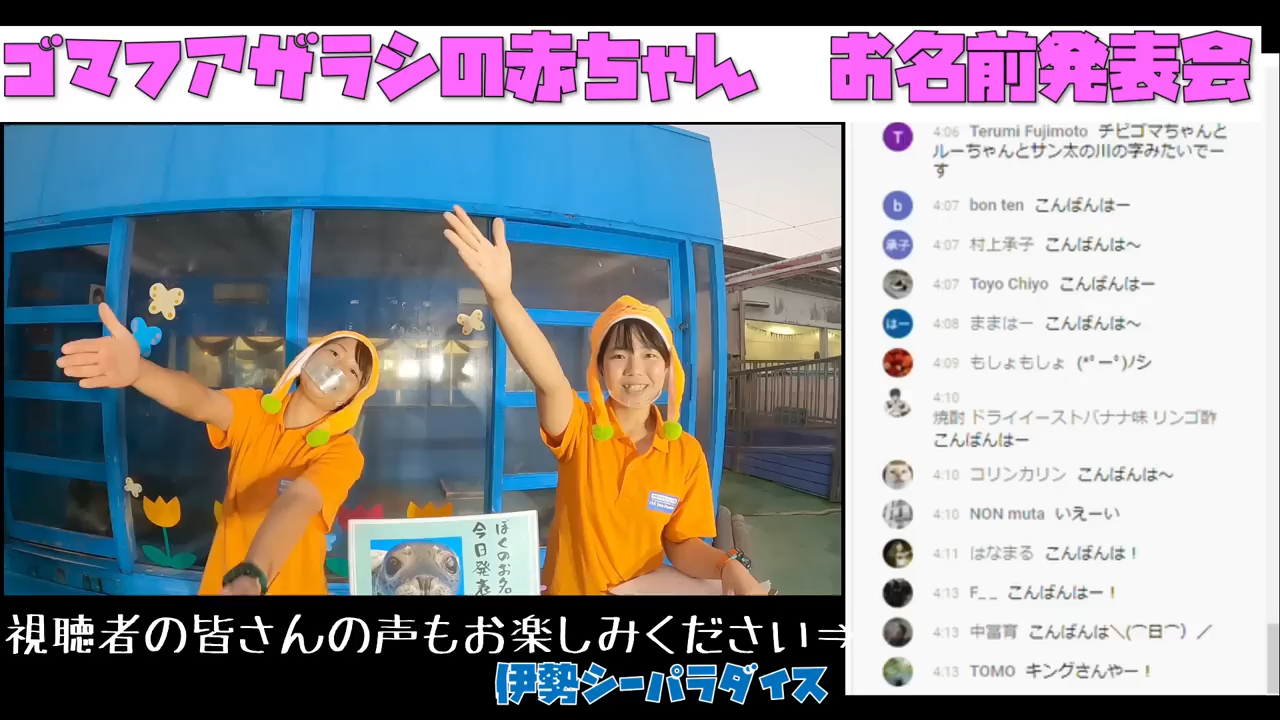 ゴマフアザラシの赤ちゃん　お名前発表会
4:06 Terumi Fujimoto チビゴマちゃんと
ルーちゃんとサン太の川の字みたいでー
す
4:07 bon ten こんばんはー
承子 4:07 村上承子 こんばんは〜
4:07 Toyo Chiyo こんばんはー
はー 4:08 ままはー こんばんは〜
4:09 もしょもしょ (*ﾟーﾟ)ﾉシ
4:10
焼酎 ドライイーストバナナ味 リンゴ酢
こんばんはー
4:10 コリンカリン こんばんは〜
4:10 NON muta いえーい
4:11 はなまる こんばんは！
4:13 F_ _ こんばんはー！
4:13 中冨育 こんばんは＼(⌒日⌒）／
4:13 TOMO キングさんやー！
ぼくのお名
今日発表
視聴者の皆さんの声もお楽しみください⇒
伊勢シーパラダイス